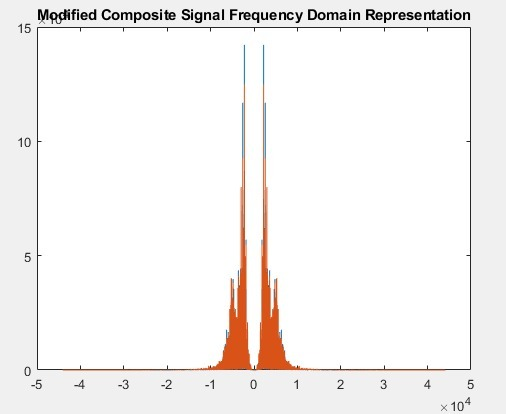 Modified Composite Signal Frequency Domain Representation
15
10
5
0
-5 -4 -3 -2 -1 0 1 2 3 4 5
×10^4